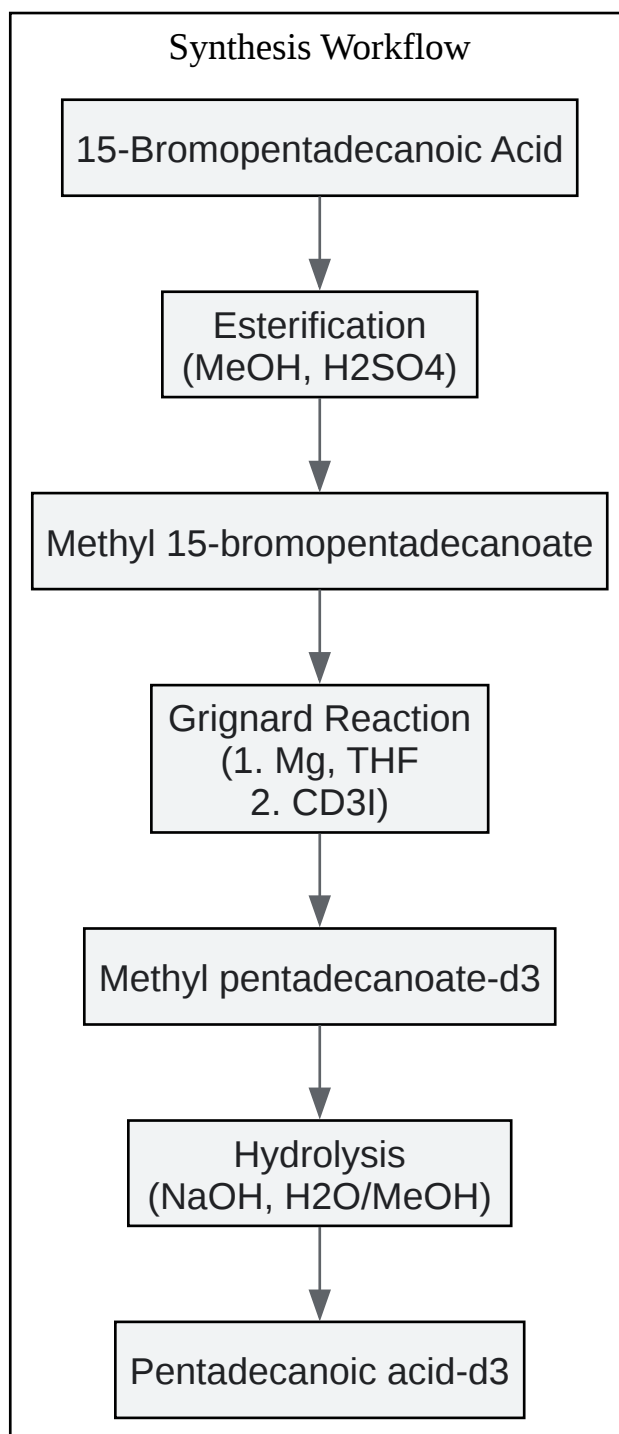 Synthesis Workflow
15-Bromopentadecanoic Acid
Esterification
(MeOH, H2SO4)
Methyl 15-bromopentadecanoate
Grignard Reaction
(1. Mg, THF
2. CD3I)
Methyl pentadecanoate-d3
Hydrolysis
(NaOH, H2O/MeOH)
Pentadecanoic acid-d3